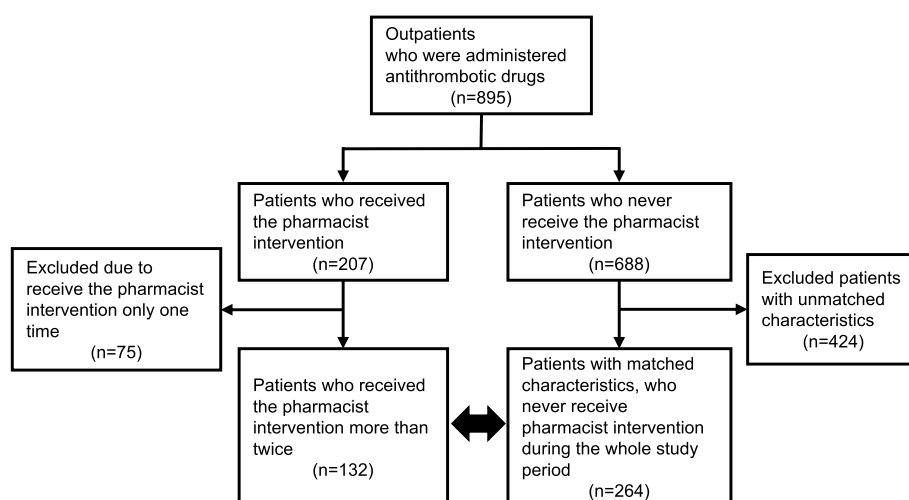 Outpatients
who were administered
antithrombotic drugs
(n=895)
Patients who received
the pharmacist
intervention
(n=207)
Patients who never
receive the pharmacist
intervention
(n=688)
Excluded due to
receive the pharmacist
intervention only one
time
(n=75)
Excluded patients
with unmatched
characteristics
(n=424)
Patients who received
the pharmacist
intervention more than
twice
(n=132)
Patients with matched
characteristics, who
never receive
pharmacist intervention
during the whole study
period
(n=264)